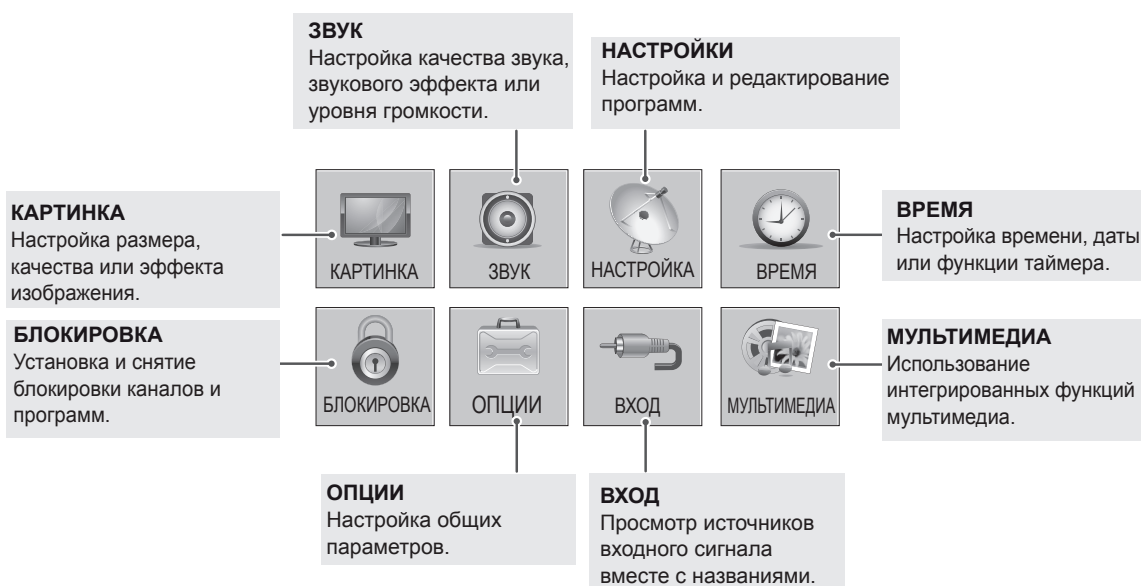 ЗВУК
Настройка качества звука,
звукового эффекта или
уровня громкости.
НАСТРОЙКИ
Настройка и редактирование
программ.
КАРТИНКА
Настройка размера,
качества или эффекта
изображения.
КАРТИНКА
ЗВУК
НАСТРОЙКА
ВРЕМЯ
ВРЕМЯ
Настройка времени, даты
или функции таймера.
БЛОКИРОВКА
Установка и снятие
блокировки каналов и
программ.
БЛОКИРОВКА
ОПЦИИ
ВХОД
МУЛЬТИМЕДИА
МУЛЬТИМЕДИА
Использование
интегрированных функций
мультимедиа.
ОПЦИИ
Настройка общих
параметров.
ВХОД
Просмотр источников
входного сигнала
вместе с названиями.